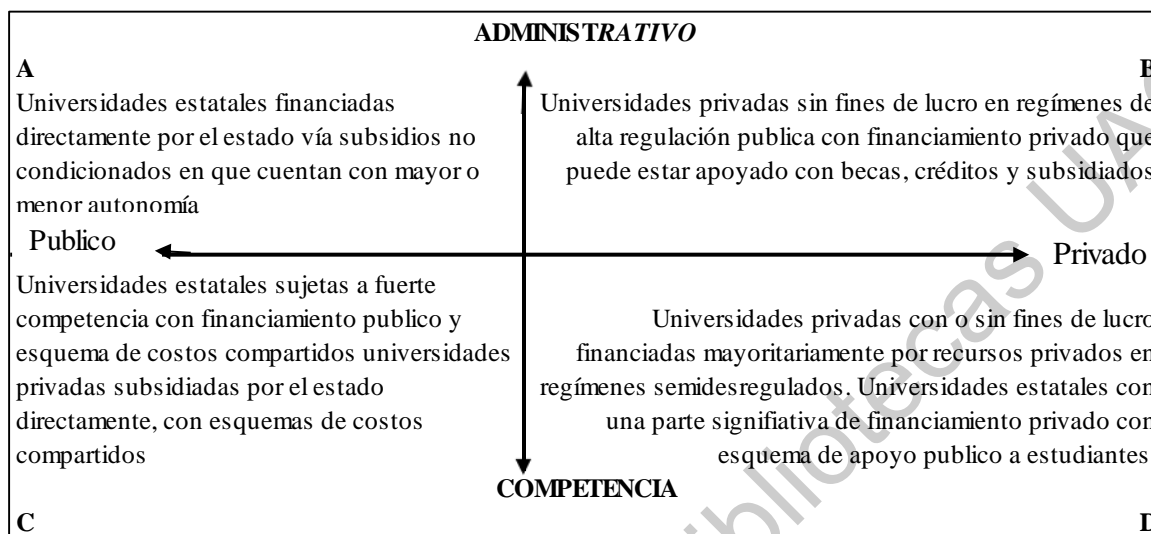 ADMINISTRATIVO
A
B
Universidades estatales financiadas
directamente por el estado vía subsidios no
condicionados en que cuentan con mayor o
menor autonomía
Universidades privadas sin fines de lucro en regímenes de
alta regulación publica con financiamiento privado que
puede estar apoyado con becas, créditos y subsidiados
Publico
Privado
Universidades estatales sujetas a fuerte
competencia con financiamiento publico y
esquema de costos compartidos universidades
privadas subsidiadas por el estado
directamente, con esquemas de costos
compartidos
Universidades privadas con o sin fines de lucro
financiadas mayoritariamente por recursos privados en
regímenes semidesregulados. Universidades estatales con
una parte signifiativa de financiamiento privado con
esquema de apoyo publico a estudiantes
COMPETENCIA
C
D